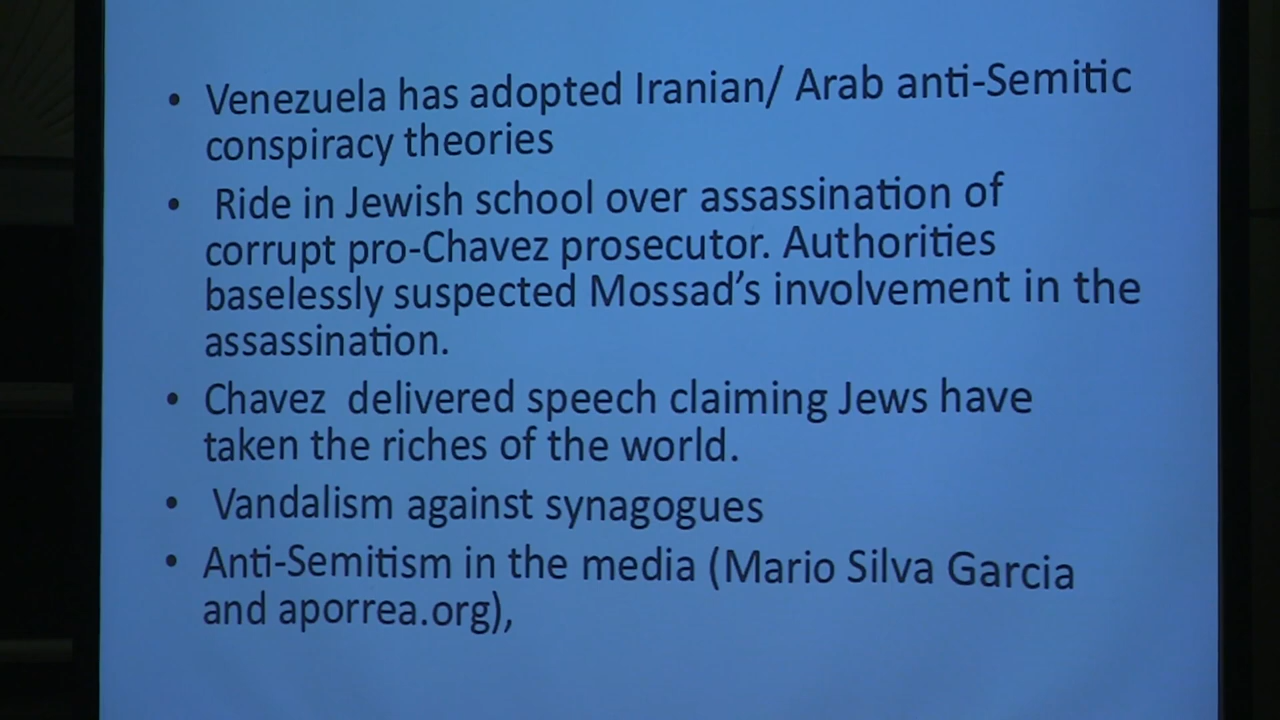 • Venezuela has adopted Iranian/ Arab anti-Semitic
conspiracy theories
• Ride in Jewish school over assassination of
corrupt pro-Chavez prosecutor. Authorities
baselessly suspected Mossad's involvement in the
assassination.
• Chavez delivered speech claiming Jews have
taken the riches of the world.
• Vandalism against synagogues
• Anti-Semitism in the media (Mario Silva Garcia
and aporrea.org),